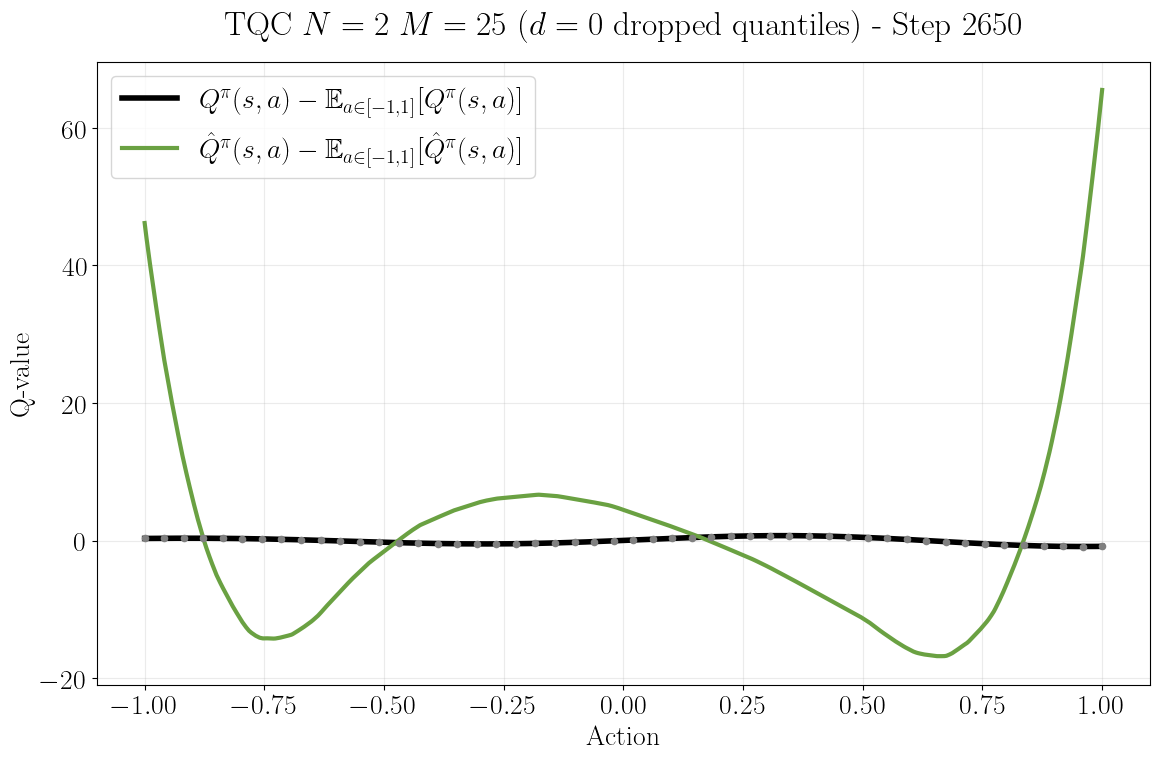 TQC N = 2 M = 25 (d = 0 dropped quantiles) - Step 2650
Q^π(s, a) − 𝔼_{a∈[−1,1]}[Q^π(s, a)]
Q̂^π(s, a) − 𝔼_{a∈[−1,1]}[Q̂^π(s, a)]
60
40
20
0
−20
Q-value
−1.00 −0.75 −0.50 −0.25 0.00 0.25 0.50 0.75 1.00
Action